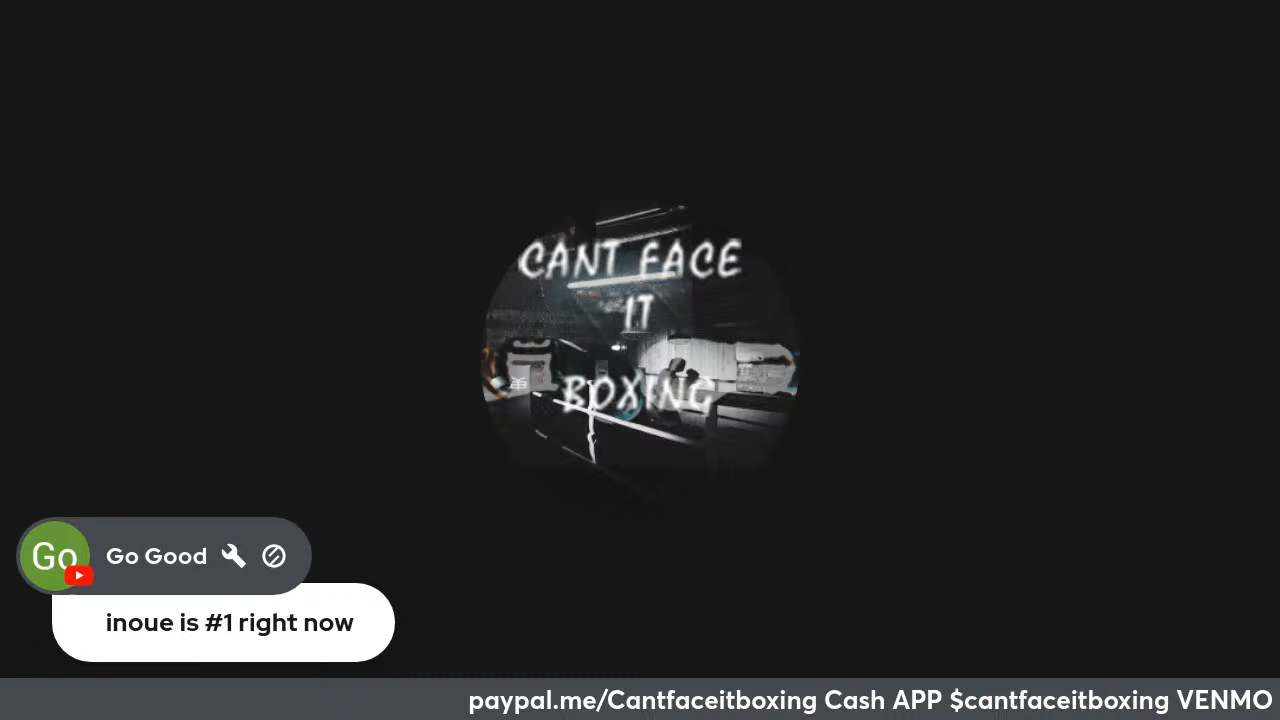 CANT FACE
IT
BOXING
Go
Go Good
inoue is #1 right now
paypal.me/Cantfaceitboxing Cash APP $cantfaceitboxing VENMO